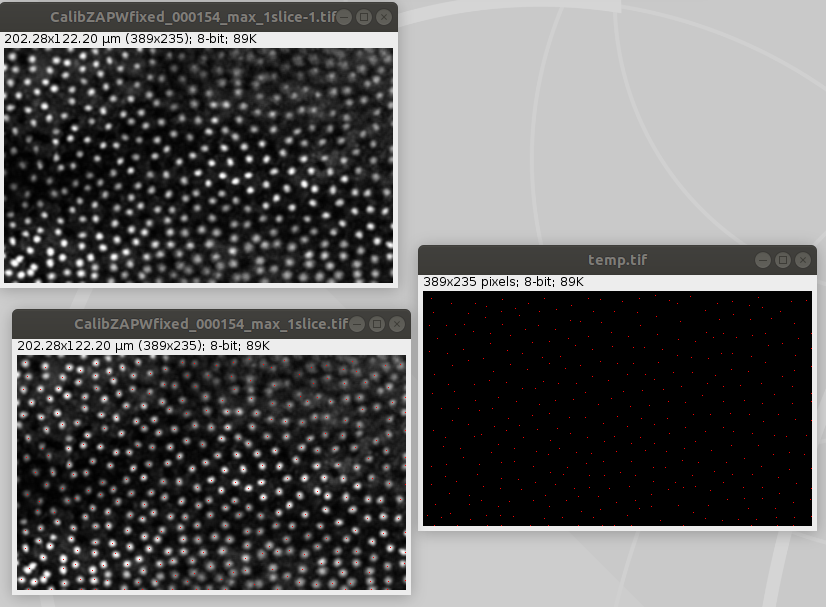 CalibZAPWfixed_000154_max_1slice-1.tif
202.28x122.20 µm (389x235); 8-bit; 89K
temp.tif
389x235 pixels; 8-bit; 89K
CalibZAPWfixed_000154_max_1slice.tif
202.28x122.20 µm (389x235); 8-bit; 89K